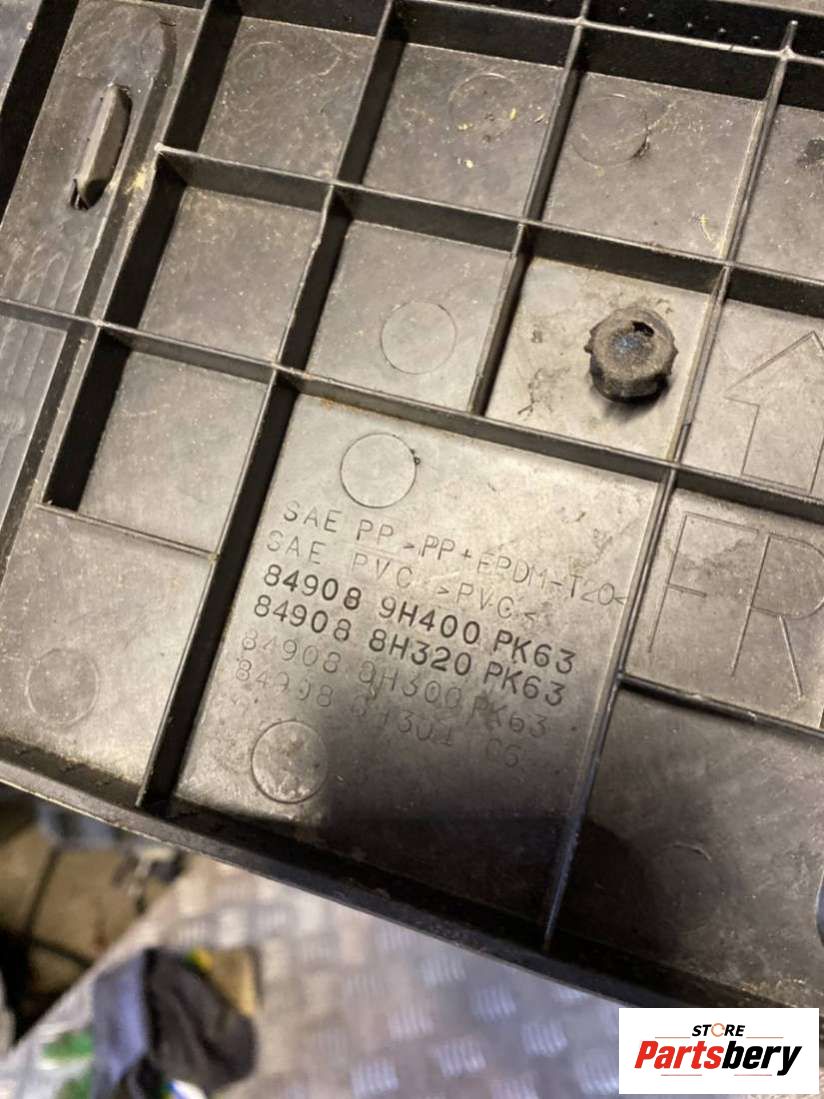 SAE PP >PP+EPDM-T20<
SAE PVC >PVC<
84908 9H400 PK63
84908 8H320 PK63
84908 8H300 PK63
84908
FR
STORE
Partsbery